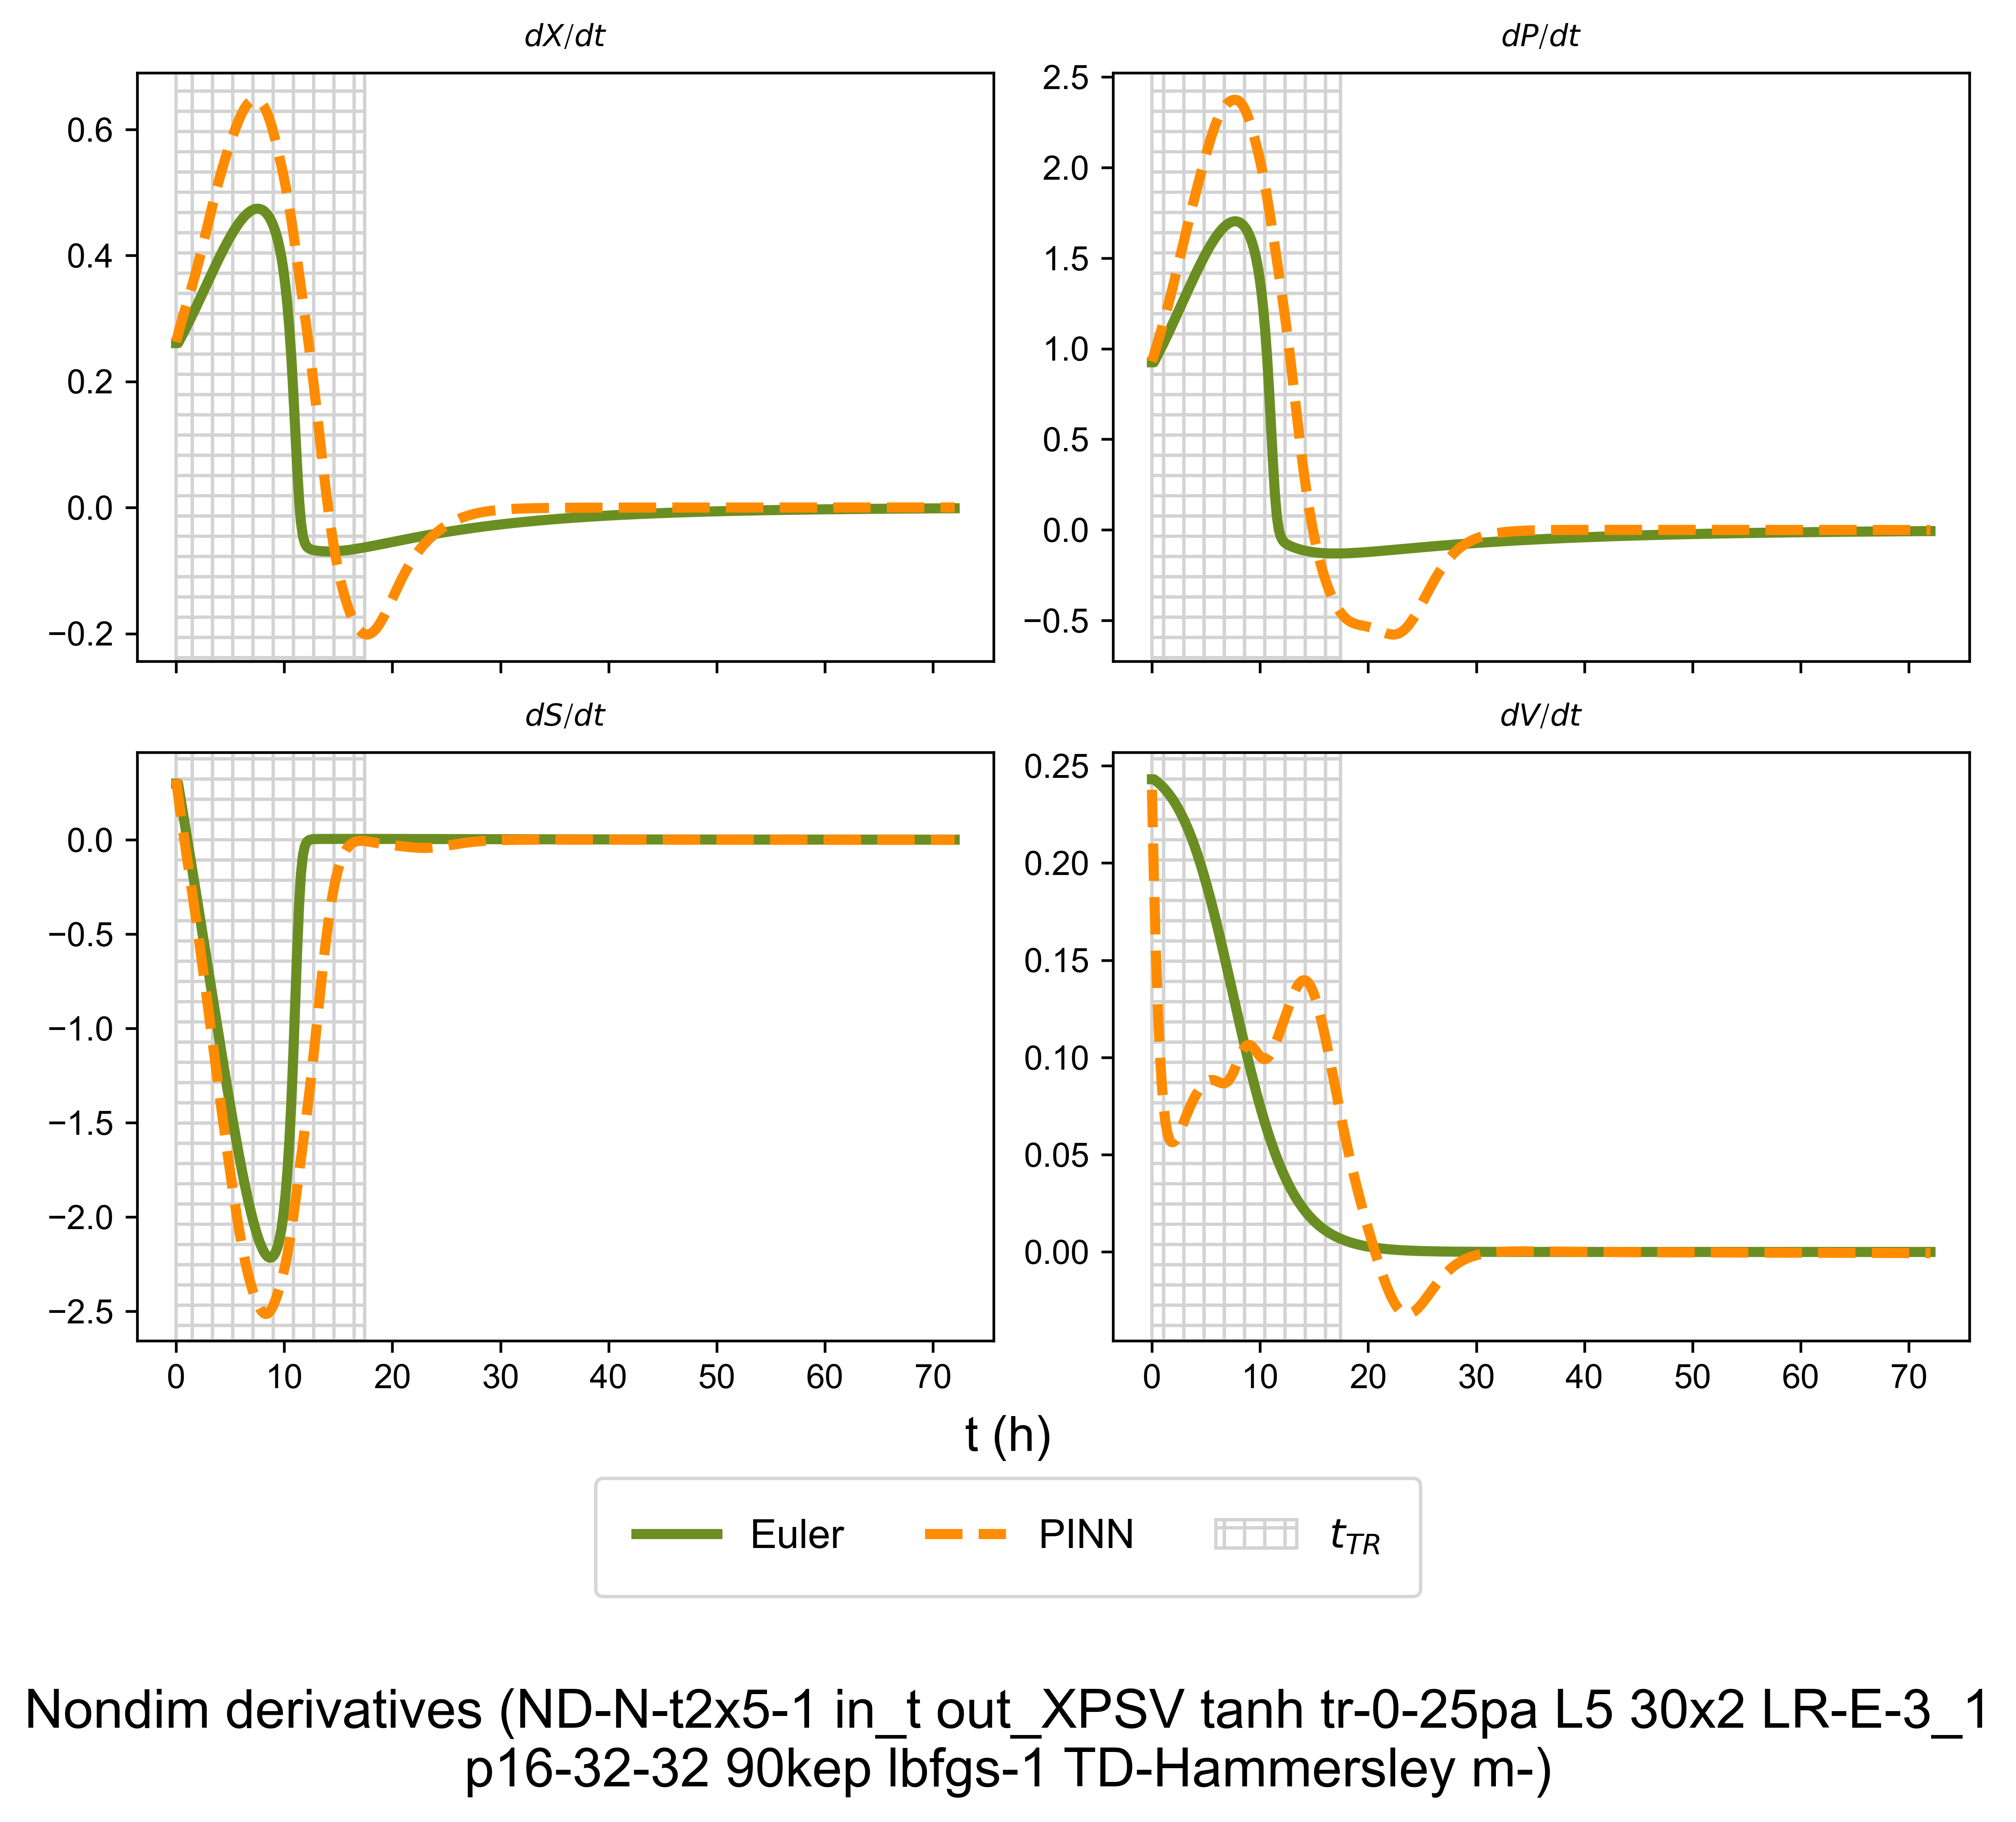 dX/dt
dP/dt
0.6
0.4
0.2
0.0
−0.2
2.5
2.0
1.5
1.0
0.5
0.0
−0.5
dS/dt
dV/dt
0.0
−0.5
−1.0
−1.5
−2.0
−2.5
0.25
0.20
0.15
0.10
0.05
0.00
0 10 20 30 40 50 60 70
0 10 20 30 40 50 60 70
t (h)
Euler PINN t_TR
Nondim derivatives (ND-N-t2x5-1 in_t out_XPSV tanh tr-0-25pa L5 30x2 LR-E-3_1
p16-32-32 90kep lbfgs-1 TD-Hammersley m-)